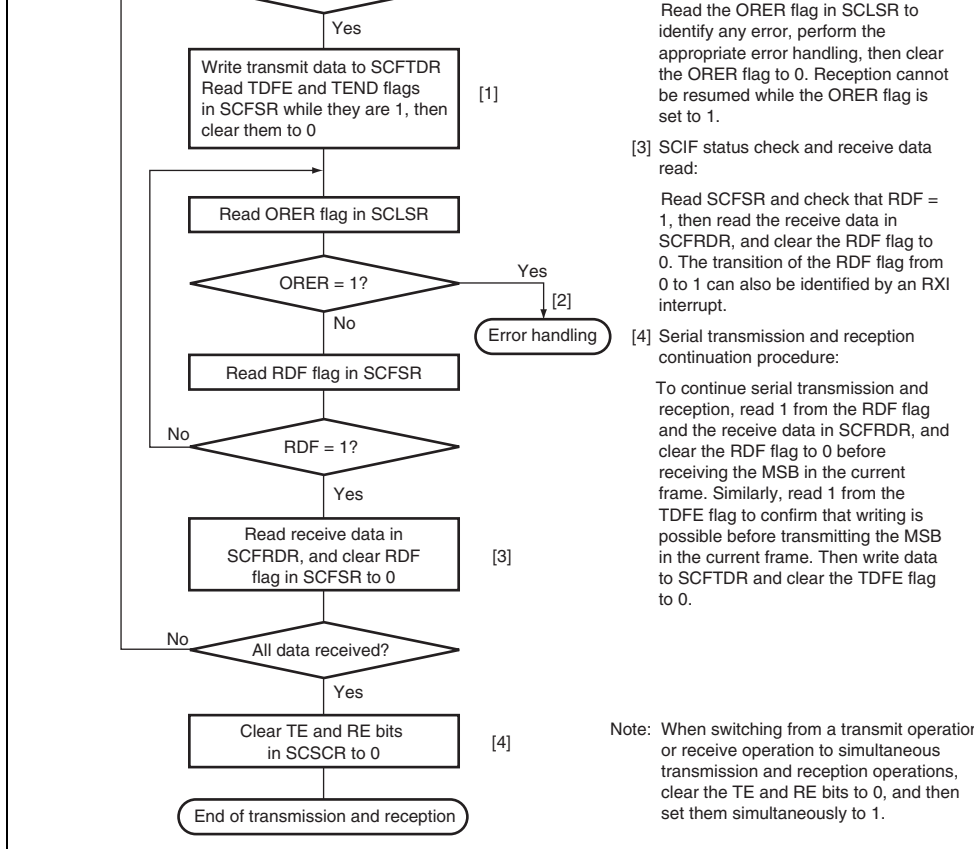 Yes
Write transmit data to SCFTDR
Read TDFE and TEND flags
in SCFSR while they are 1, then
clear them to 0
[1]
Read ORER flag in SCLSR
ORER = 1?
Yes
[2]
Error handling
No
Read RDF flag in SCFSR
No
RDF = 1?
Yes
Read receive data in
SCFRDR, and clear RDF
flag in SCFSR to 0
[3]
No
All data received?
Yes
Clear TE and RE bits
in SCSCR to 0
[4]
End of transmission and reception
Read the ORER flag in SCLSR to
identify any error, perform the
appropriate error handling, then clear
the ORER flag to 0. Reception cannot
be resumed while the ORER flag is
set to 1.
[3] SCIF status check and receive data
read:
Read SCFSR and check that RDF =
1, then read the receive data in
SCFRDR, and clear the RDF flag to
0. The transition of the RDF flag from
0 to 1 can also be identified by an RXI
interrupt.
[4] Serial transmission and reception
continuation procedure:
To continue serial transmission and
reception, read 1 from the RDF flag
and the receive data in SCFRDR, and
clear the RDF flag to 0 before
receiving the MSB in the current
frame. Similarly, read 1 from the
TDFE flag to confirm that writing is
possible before transmitting the MSB
in the current frame. Then write data
to SCFTDR and clear the TDFE flag
to 0.
Note: When switching from a transmit operation
or receive operation to simultaneous
transmission and reception operations,
clear the TE and RE bits to 0, and then
set them simultaneously to 1.